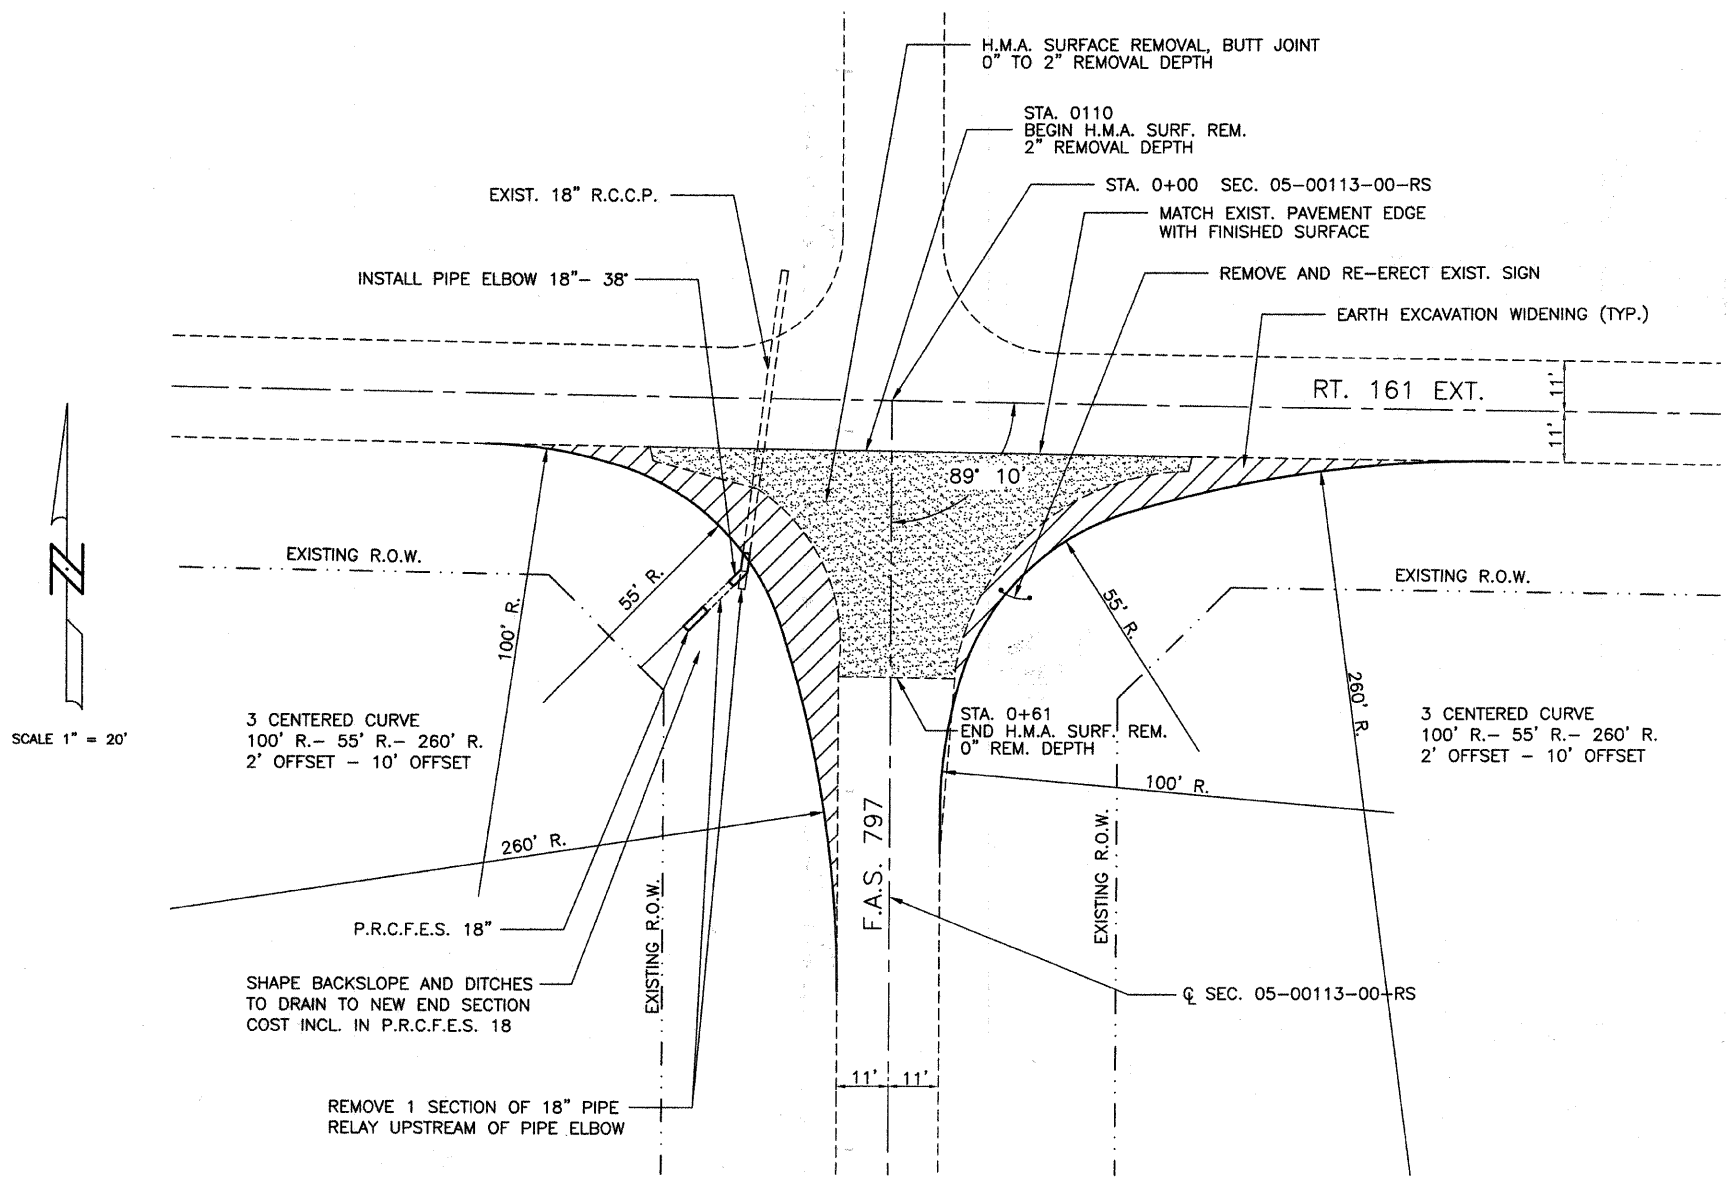 H.M.A. SURFACE REMOVAL, BUTT JOINT
0" TO 2" REMOVAL DEPTH
STA. 0110
BEGIN H.M.A. SURF. REM.
2" REMOVAL DEPTH
EXIST. 18" R.C.C.P.
STA. 0+00 SEC. 05-00113-00-RS
MATCH EXIST. PAVEMENT EDGE
WITH FINISHED SURFACE
INSTALL PIPE ELBOW 18"- 38°
REMOVE AND RE-ERECT EXIST. SIGN
EARTH EXCAVATION WIDENING (TYP.)
RT. 161 EXT.
11'
11'
89° 10'
N
EXISTING R.O.W.
EXISTING R.O.W.
100' R.
55' R.
55' R.
260' R.
SCALE 1" = 20'
3 CENTERED CURVE
100' R.- 55' R.- 260' R.
2' OFFSET - 10' OFFSET
STA. 0+61
END H.M.A. SURF. REM.
0" REM. DEPTH
3 CENTERED CURVE
100' R.- 55' R.- 260' R.
2' OFFSET - 10' OFFSET
100' R.
260' R.
F.A.S. 797
EXISTING R.O.W.
EXISTING R.O.W.
P.R.C.F.E.S. 18"
SHAPE BACKSLOPE AND DITCHES
TO DRAIN TO NEW END SECTION
COST INCL. IN P.R.C.F.E.S. 18
℄ SEC. 05-00113-00-RS
11'
11'
REMOVE 1 SECTION OF 18" PIPE
RELAY UPSTREAM OF PIPE ELBOW